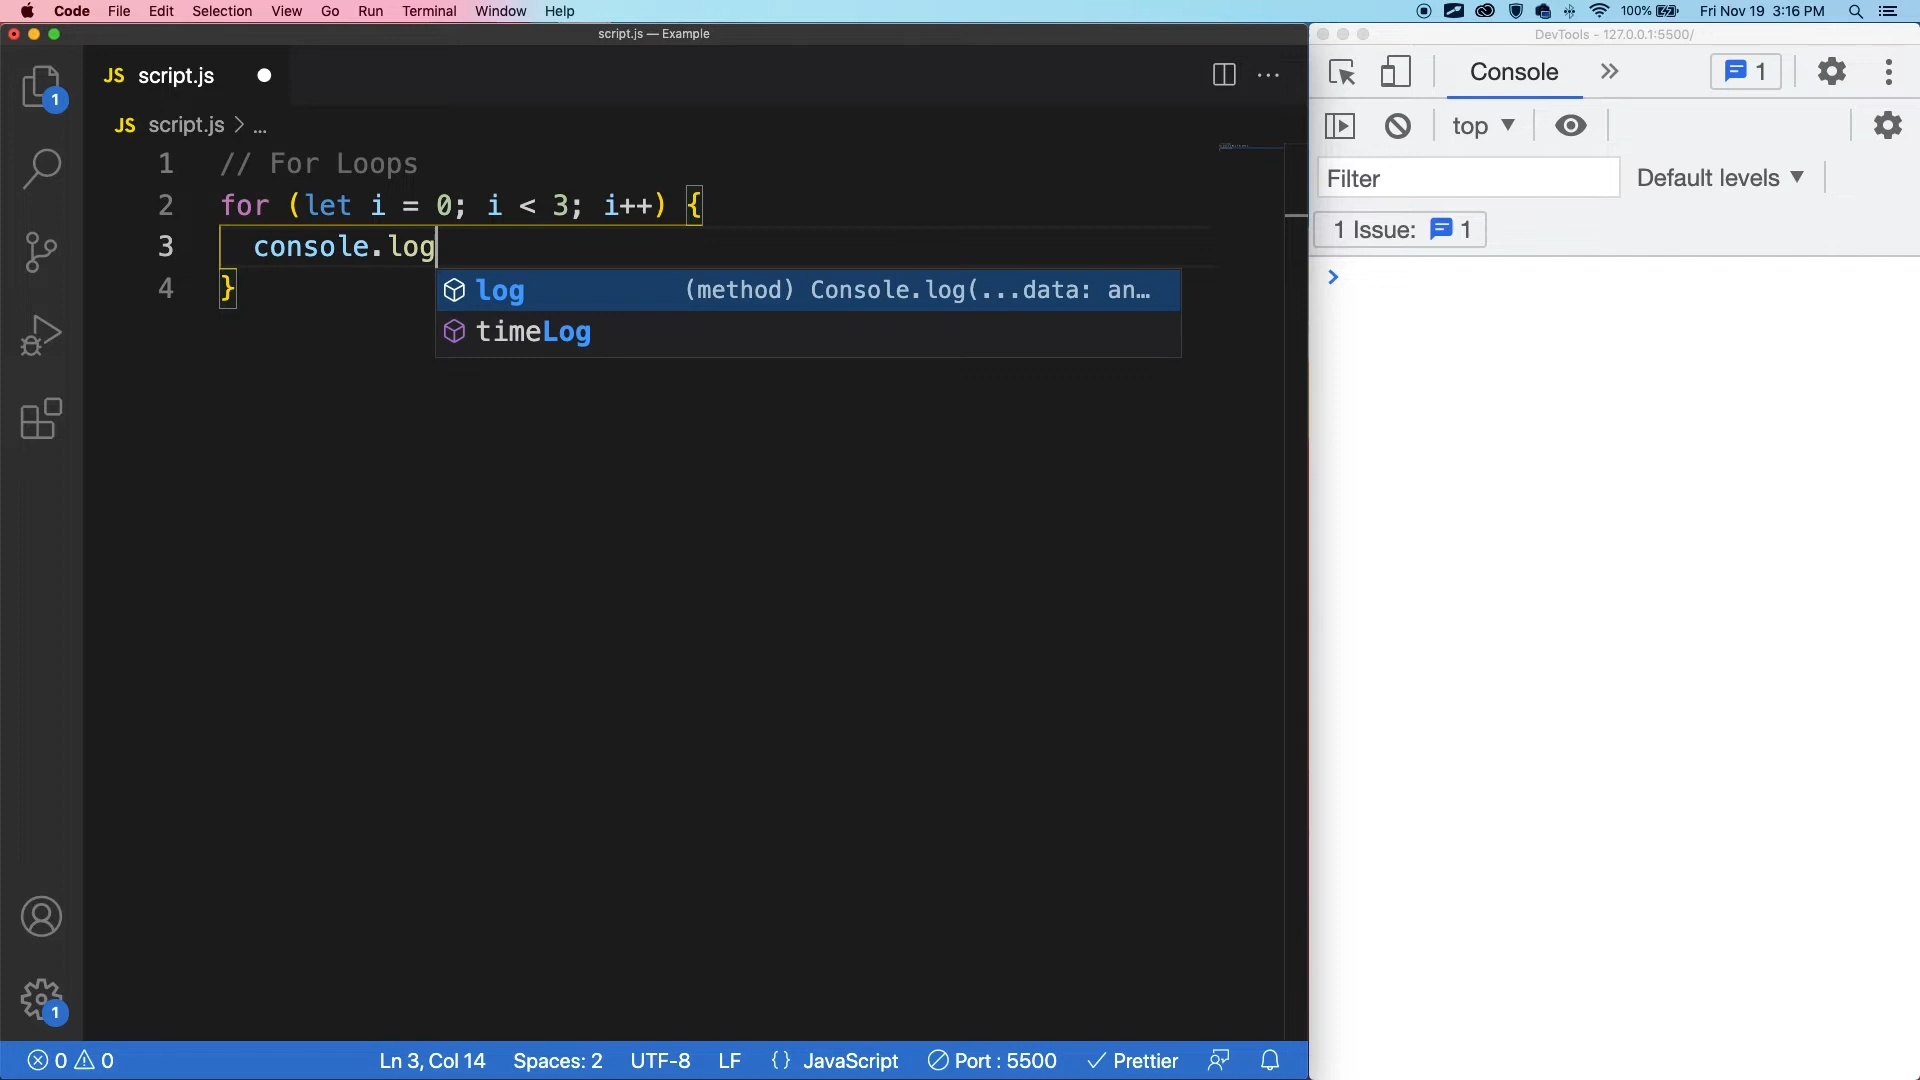 Code File Edit Selection View Go Run Terminal Window Help 100% Fri Nov 19 3:16 PM
script.js — Example
JS script.js
JS script.js > ...
1 // For Loops
2 for (let i = 0; i < 3; i++) {
3 console.log
4 }
log (method) Console.log(...data: an…
timeLog
1
1
0 0 Ln 3, Col 14 Spaces: 2 UTF-8 LF {} JavaScript Port : 5500 Prettier
DevTools - 127.0.0.1:5500/
Console 1
top
Filter Default levels
1 Issue: 1